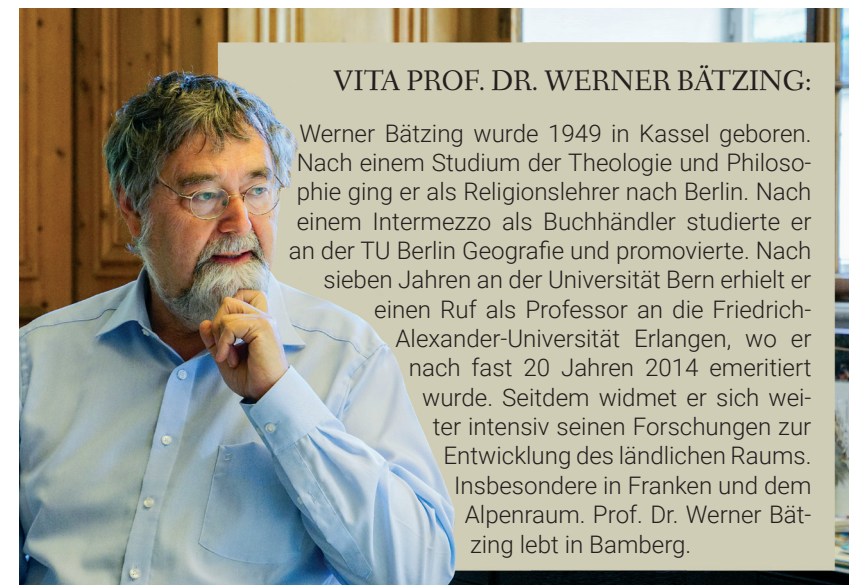 VITA PROF. DR. WERNER BÄTZING:
Werner Bätzing wurde 1949 in Kassel geboren.
Nach einem Studium der Theologie und Philoso-
phie ging er als Religionslehrer nach Berlin. Nach
einem Intermezzo als Buchhändler studierte er
an der TU Berlin Geografie und promovierte. Nach
sieben Jahren an der Universität Bern erhielt er
einen Ruf als Professor an die Friedrich-
Alexander-Universität Erlangen, wo er
nach fast 20 Jahren 2014 emeritiert
wurde. Seitdem widmet er sich wei-
ter intensiv seinen Forschungen zur
Entwicklung des ländlichen Raums.
Insbesondere in Franken und dem
Alpenraum. Prof. Dr. Werner Bät-
zing lebt in Bamberg.